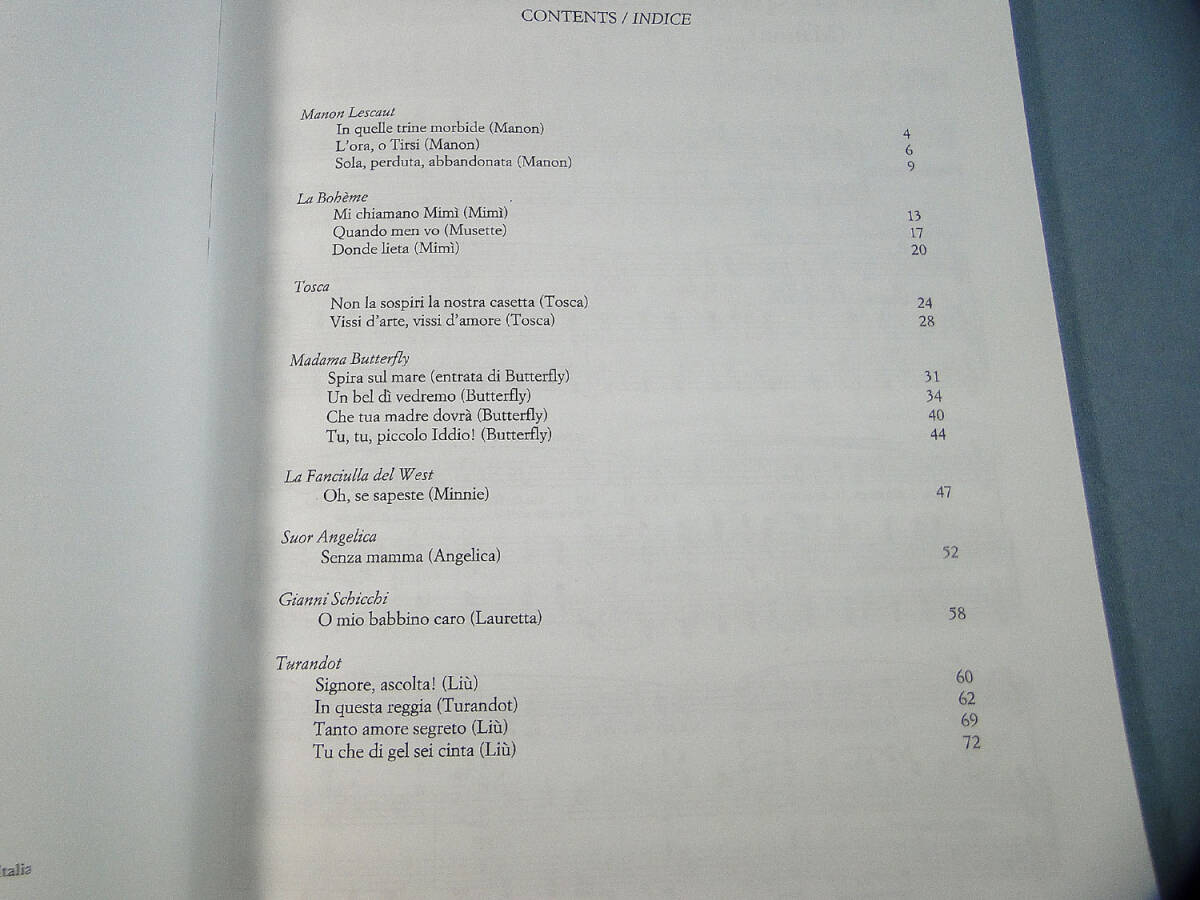 CONTENTS / INDICE
Manon Lescaut
In quelle trine morbide (Manon) 4
L'ora, o Tirsi (Manon) 6
Sola, perduta, abbandonata (Manon) 9
La Bohème
Mi chiamano Mimì (Mimì) 13
Quando men vo (Musette) 17
Donde lieta (Mimì) 20
Tosca
Non la sospiri la nostra casetta (Tosca) 24
Vissi d'arte, vissi d'amore (Tosca) 28
Madama Butterfly
Spira sul mare (entrata di Butterfly) 31
Un bel dì vedremo (Butterfly) 34
Che tua madre dovrà (Butterfly) 40
Tu, tu, piccolo Iddio! (Butterfly) 44
La Fanciulla del West
Oh, se sapeste (Minnie) 47
Suor Angelica
Senza mamma (Angelica) 52
Gianni Schicchi
O mio babbino caro (Lauretta) 58
Turandot
Signore, ascolta! (Liù) 60
In questa reggia (Turandot) 62
Tanto amore segreto (Liù) 69
Tu che di gel sei cinta (Liù) 72
Italia